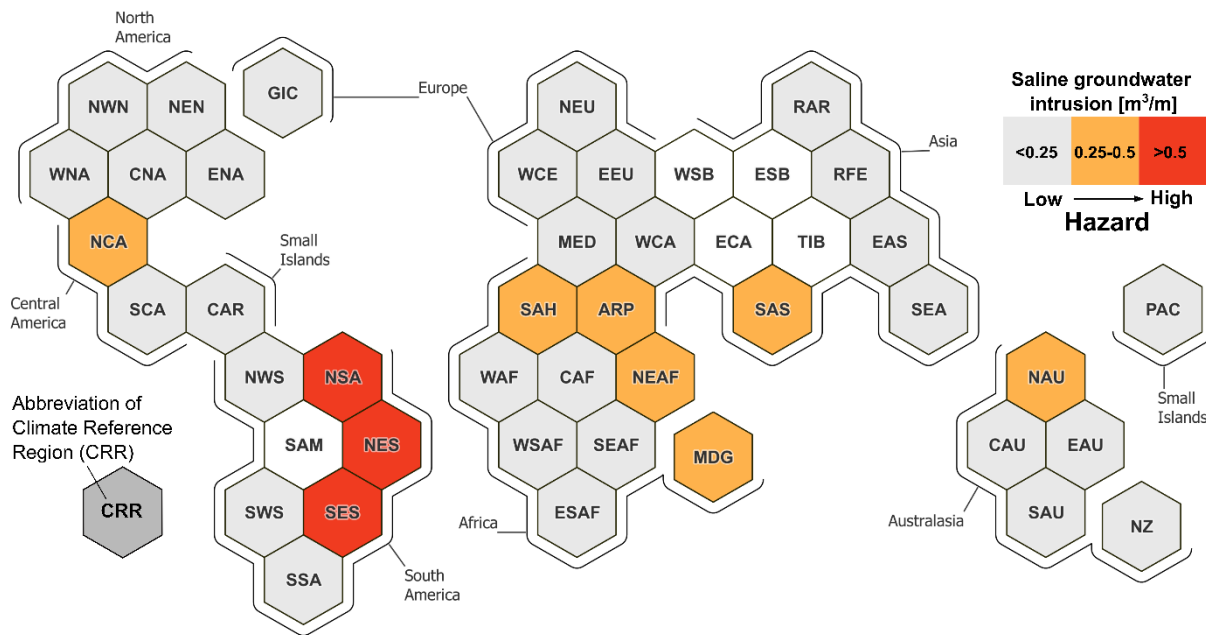 North
America
NWN
NEN
GIC
Europe
NEU
RAR
Asia
Saline groundwater
intrusion [m³/m]
<0.25
0.25-0.5
>0.5
Low
High
Hazard
WNA
CNA
ENA
WCE
EEU
WSB
ESB
RFE
NCA
MED
WCA
ECA
TIB
EAS
Small
Islands
Central
America
SCA
CAR
SAH
ARP
SAS
SEA
PAC
Small
Islands
NWS
NSA
WAF
CAF
NEAF
NAU
Abbreviation of
Climate Reference
Region (CRR)
CRR
SAM
NES
WSAF
SEAF
MDG
CAU
EAU
SWS
SES
Africa
ESAF
Australasia
SAU
NZ
SSA
South
America